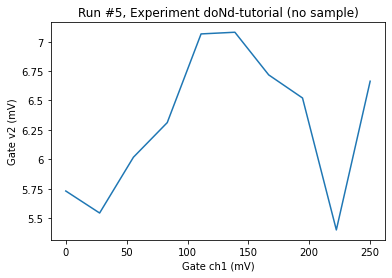 Run #5, Experiment doNd-tutorial (no sample)
Gate v2 (mV)
7
6.75
6.5
6.25
6
5.75
5.5
0 50 100 150 200 250
Gate ch1 (mV)